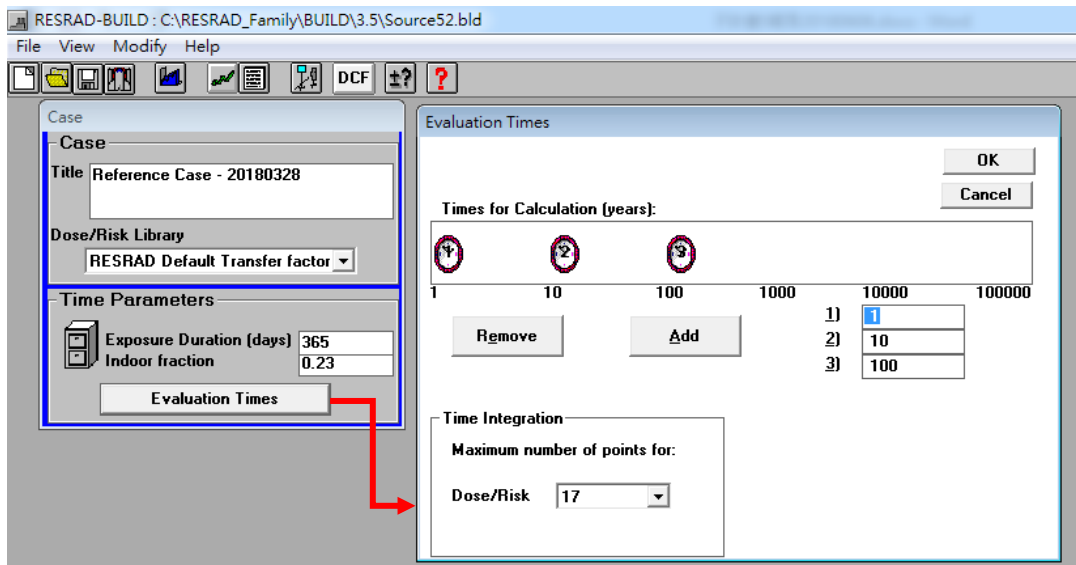 RESRAD-BUILD : C:\RESRAD_Family\BUILD\3.5\Source52.bld
File View Modify Help
DCF ±? ?
Case
Case
Title Reference Case - 20180328
Dose/Risk Library
RESRAD Default Transfer factor
Time Parameters
Exposure Duration (days) 365
Indoor fraction 0.23
Evaluation Times
Evaluation Times
OK
Cancel
Times for Calculation (years):
1 2 3
1 10 100 1000 10000 100000
Remove Add
1) 1
2) 10
3) 100
Time Integration
Maximum number of points for:
Dose/Risk 17